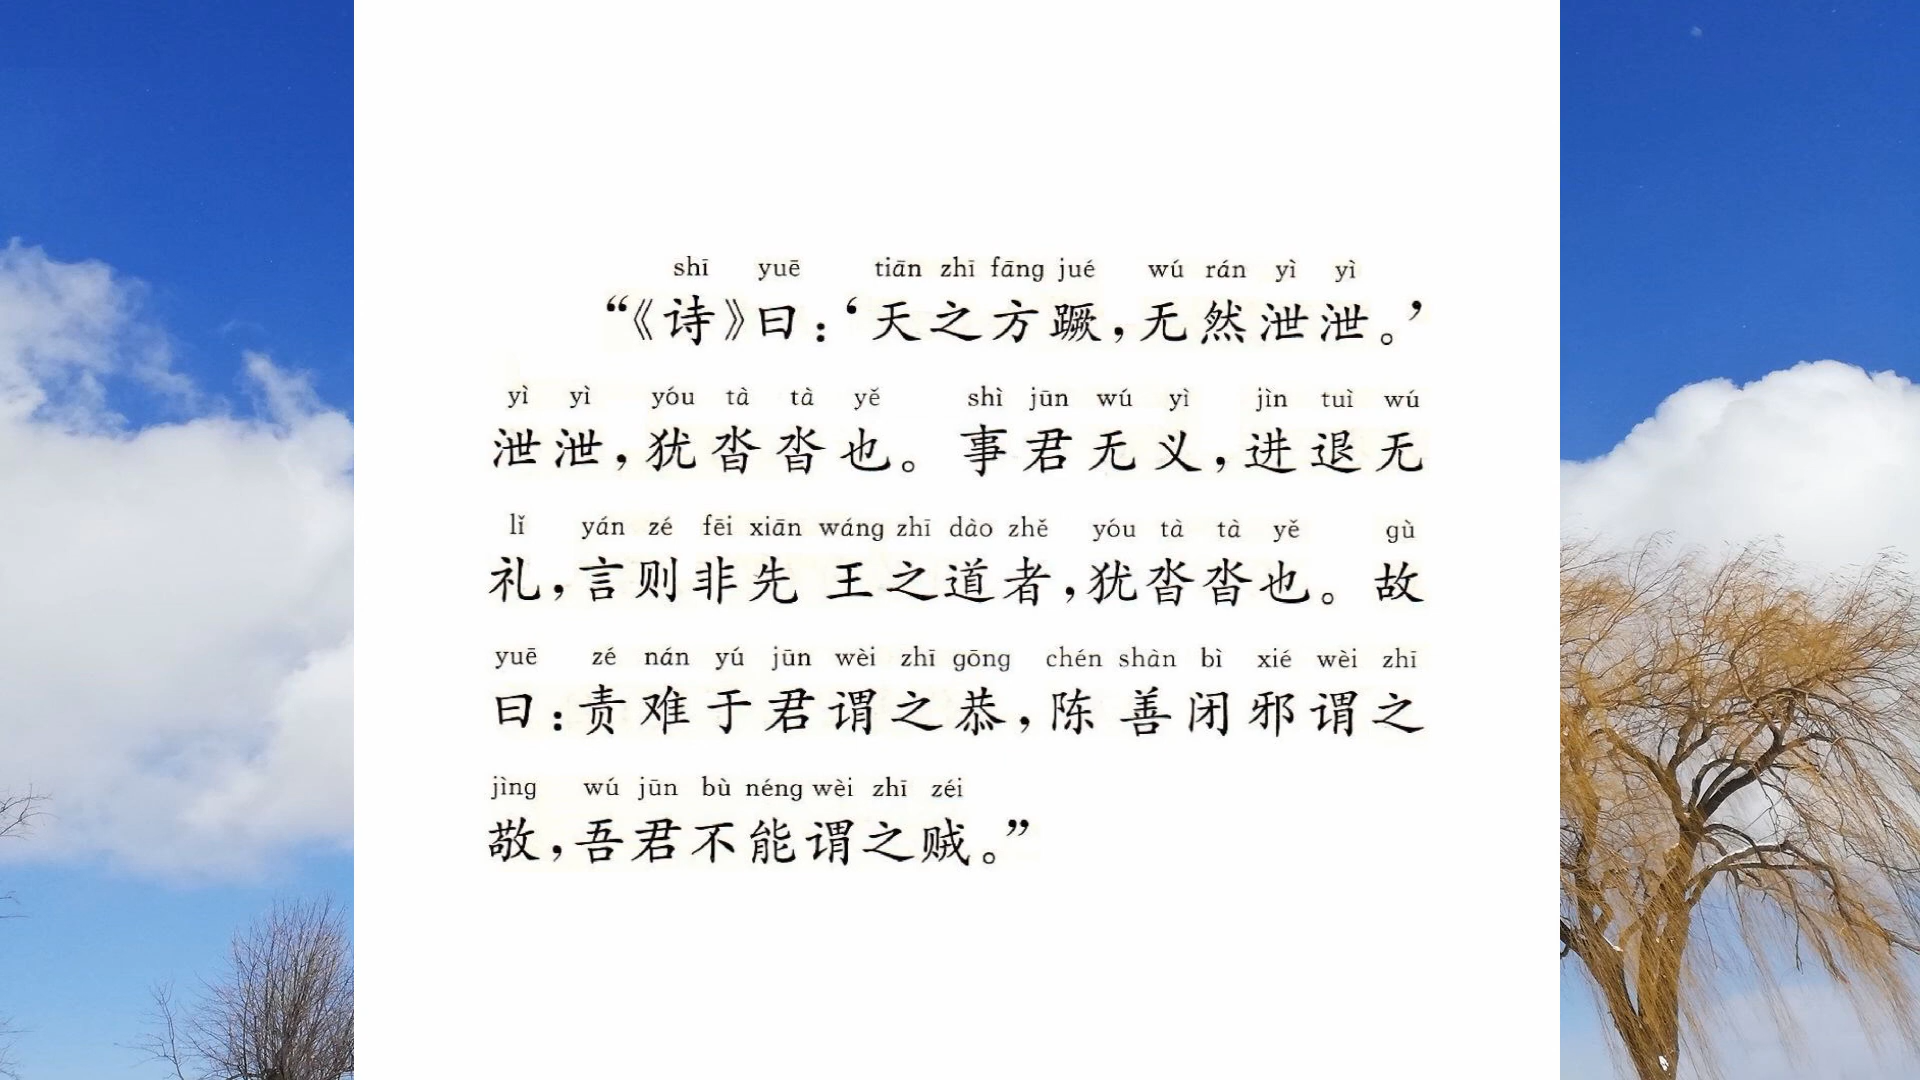 shī yuē tiān zhī fāng jué wú rán yì yì
“《诗》曰：‘天之方蹶，无然泄泄。’
yì yì yóu tà tà yě shì jūn wú yì jìn tuì wú
泄泄，犹沓沓也。事君无义，进退无
lǐ yán zé fēi xiān wáng zhī dào zhě yóu tà tà yě gù
礼，言则非先王之道者，犹沓沓也。故
yuē zé nán yú jūn wèi zhī gōng chén shàn bì xié wèi zhī
曰：责难于君谓之恭，陈善闭邪谓之
jìng wú jūn bù néng wèi zhī zéi
敬，吾君不能谓之贼。”